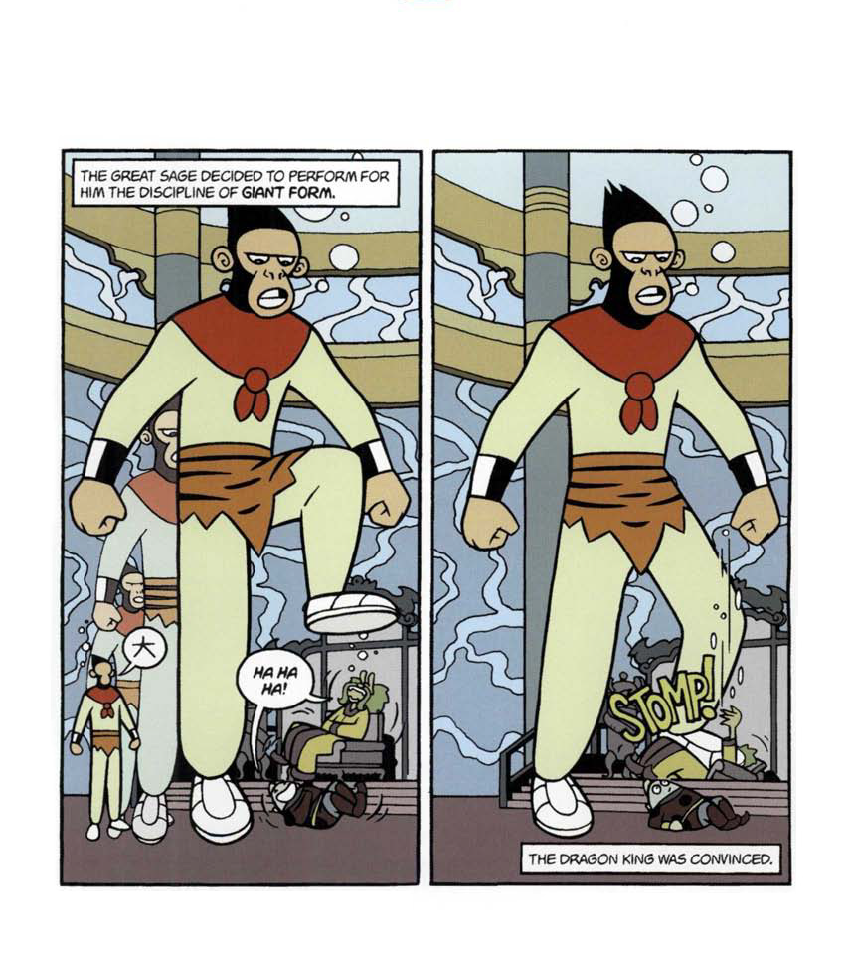 THE GREAT SAGE DECIDED TO PERFORM FOR
HIM THE DISCIPLINE OF GIANT FORM.
大
HA HA
HA!
STOMP!
THE DRAGON KING WAS CONVINCED.